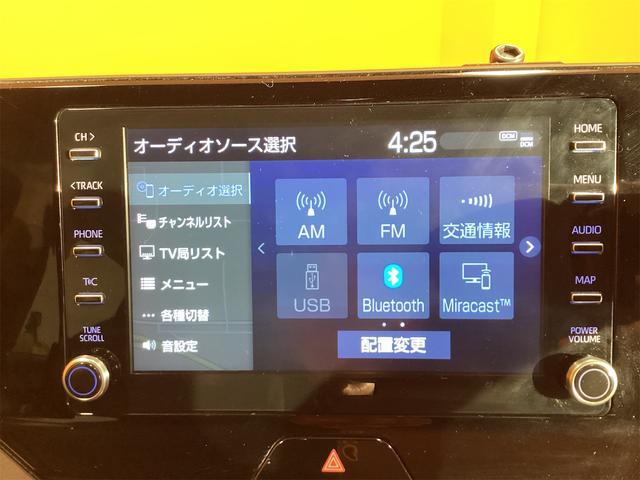 CH >
< TRACK
PHONE
T℞C
TUNE
SCROLL
オーディオソース選択
4:25
DCM
DCM
オーディオ選択
チャンネルリスト
TV局リスト
メニュー
各種切替
音設定
AM
FM
交通情報
USB
Bluetooth
Miracast™
配置変更
HOME
MENU
AUDIO
MAP
POWER
VOLUME